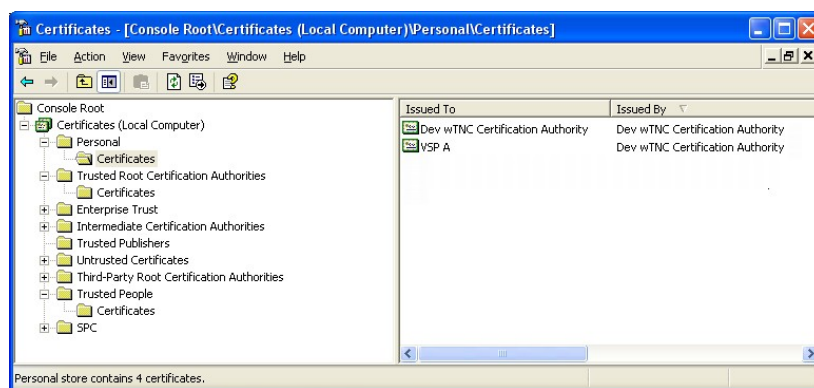 Certificates - [Console Root\Certificates (Local Computer)\Personal\Certificates]
File Action View Favorites Window Help
Console Root
Certificates (Local Computer)
Personal
Certificates
Trusted Root Certification Authorities
Certificates
Enterprise Trust
Intermediate Certification Authorities
Trusted Publishers
Untrusted Certificates
Third-Party Root Certification Authorities
Trusted People
Certificates
SPC
Issued To Issued By
Dev wTNC Certification Authority Dev wTNC Certification Authority
VSP A Dev wTNC Certification Authority
Personal store contains 4 certificates.